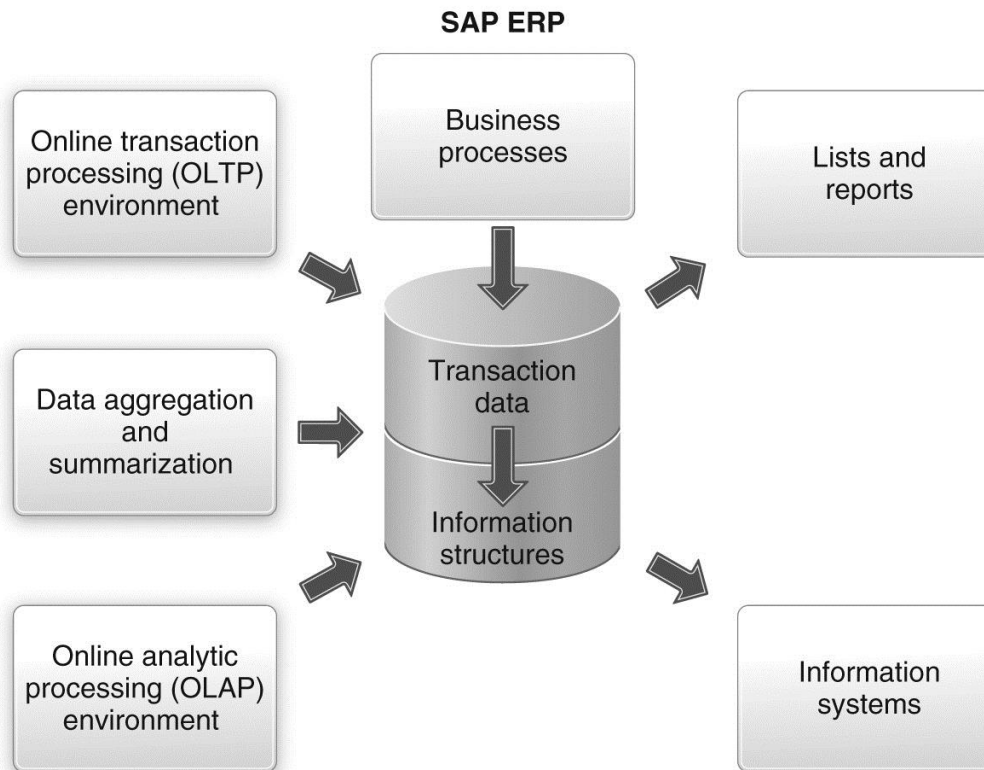 SAP ERP
Business
processes
Online transaction
processing (OLTP)
environment
Lists and
reports
Transaction
data
Data aggregation
and
summarization
Information
structures
Online analytic
processing (OLAP)
environment
Information
systems